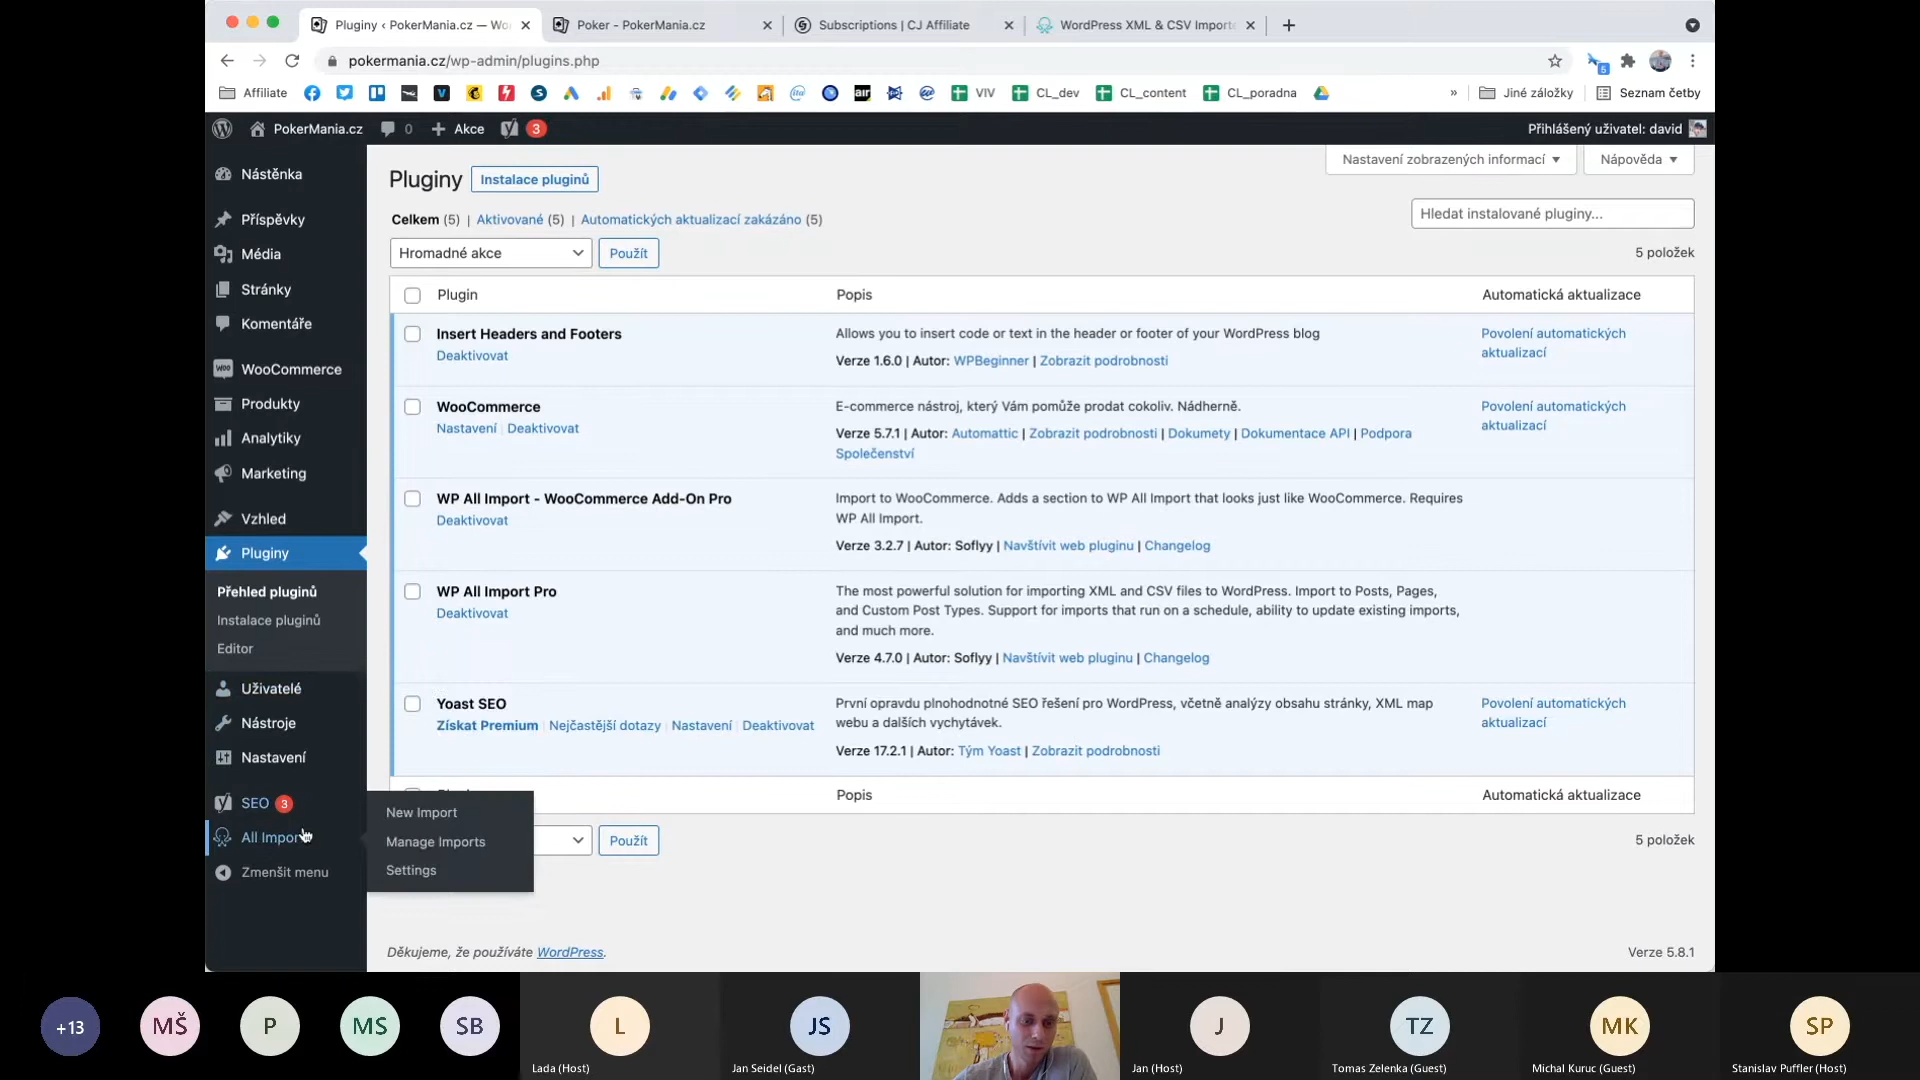 Pluginy ‹ PokerMania.cz — Wo
Poker - PokerMania.cz
Subscriptions | CJ Affiliate
WordPress XML & CSV Import
pokermania.cz/wp-admin/plugins.php
5
Affiliate
VIV
CL_dev
CL_content
CL_poradna
»
Jiné záložky
Seznam četby
PokerMania.cz
0
+ Akce
3
Přihlášený uživatel: david
Nástěnka
Příspěvky
Média
Stránky
Komentáře
WooCommerce
Produkty
Analytiky
Marketing
Vzhled
Pluginy
Přehled pluginů
Instalace pluginů
Editor
Uživatelé
Nástroje
Nastavení
SEO 3
All Impor
Zmenšit menu
New Import
Manage Imports
Settings
Nastavení zobrazených informací ▼
Nápověda ▼
Pluginy
Instalace pluginů
Celkem (5) | Aktivované (5) | Automatických aktualizací zakázáno (5)
Hledat instalované pluginy...
Hromadné akce
Použít
5 položek
Plugin
Popis
Automatická aktualizace
Insert Headers and Footers
Deaktivovat
Allows you to insert code or text in the header or footer of your WordPress blog
Verze 1.6.0 | Autor: WPBeginner | Zobrazit podrobnosti
Povolení automatických
aktualizací
WooCommerce
Nastavení | Deaktivovat
E-commerce nástroj, který Vám pomůže prodat cokoliv. Nádherně.
Verze 5.7.1 | Autor: Automattic | Zobrazit podrobnosti | Dokumety | Dokumentace API | Podpora
Společenství
Povolení automatických
aktualizací
WP All Import - WooCommerce Add-On Pro
Deaktivovat
Import to WooCommerce. Adds a section to WP All Import that looks just like WooCommerce. Requires
WP All Import.
Verze 3.2.7 | Autor: Soflyy | Navštívit web pluginu | Changelog
WP All Import Pro
Deaktivovat
The most powerful solution for importing XML and CSV files to WordPress. Import to Posts, Pages,
and Custom Post Types. Support for imports that run on a schedule, ability to update existing imports,
and much more.
Verze 4.7.0 | Autor: Soflyy | Navštívit web pluginu | Changelog
Yoast SEO
Získat Premium | Nejčastější dotazy | Nastavení | Deaktivovat
První opravdu plnohodnotné SEO řešení pro WordPress, včetně analýzy obsahu stránky, XML map
webu a dalších vychytávek.
Verze 17.2.1 | Autor: Tým Yoast | Zobrazit podrobnosti
Povolení automatických
aktualizací
Popis
Automatická aktualizace
Použít
5 položek
Děkujeme, že používáte WordPress.
Verze 5.8.1
+13
MŠ
P
MS
SB
L
Lada (Host)
JS
Jan Seidel (Gast)
J
Jan (Host)
TZ
Tomas Zelenka (Guest)
MK
Michal Kuruc (Guest)
SP
Stanislav Puffler (Host)